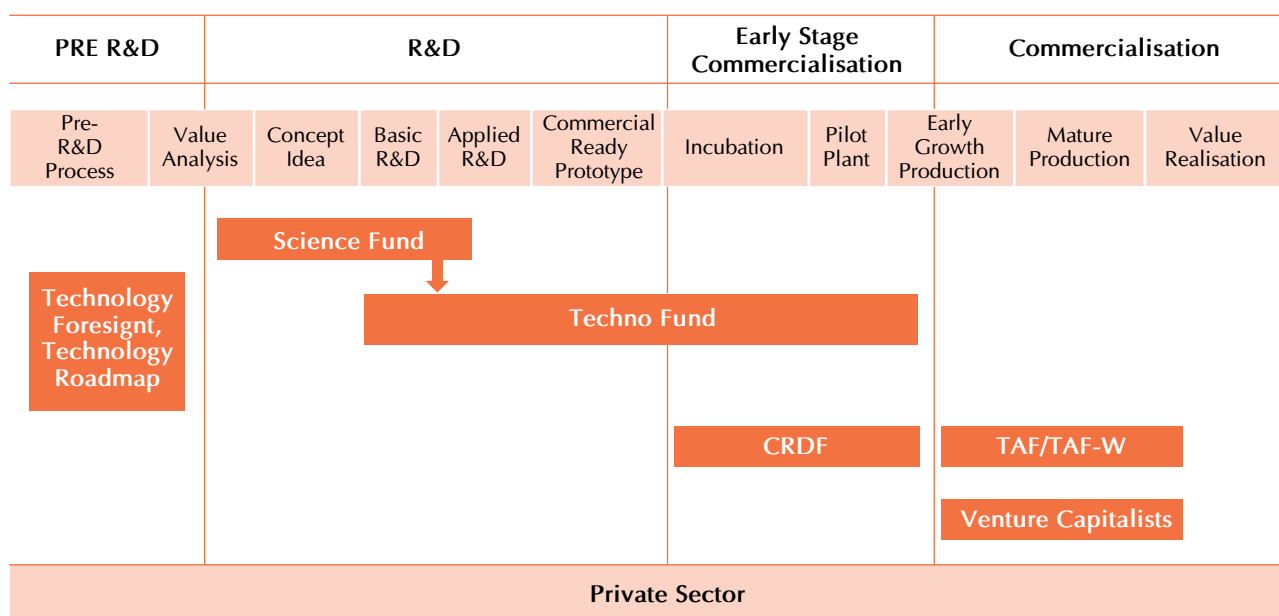 PRE R&D
R&D
Early Stage
Commercialisation
Commercialisation
Pre-
R&D
Process
Value
Analysis
Concept
Idea
Basic
R&D
Applied
R&D
Commercial
Ready
Prototype
Incubation
Pilot
Plant
Early
Growth
Production
Mature
Production
Value
Realisation
Science Fund
Technology
Foresignt,
Technology
Roadmap
Techno Fund
CRDF
TAF/TAF-W
Venture Capitalists
Private Sector